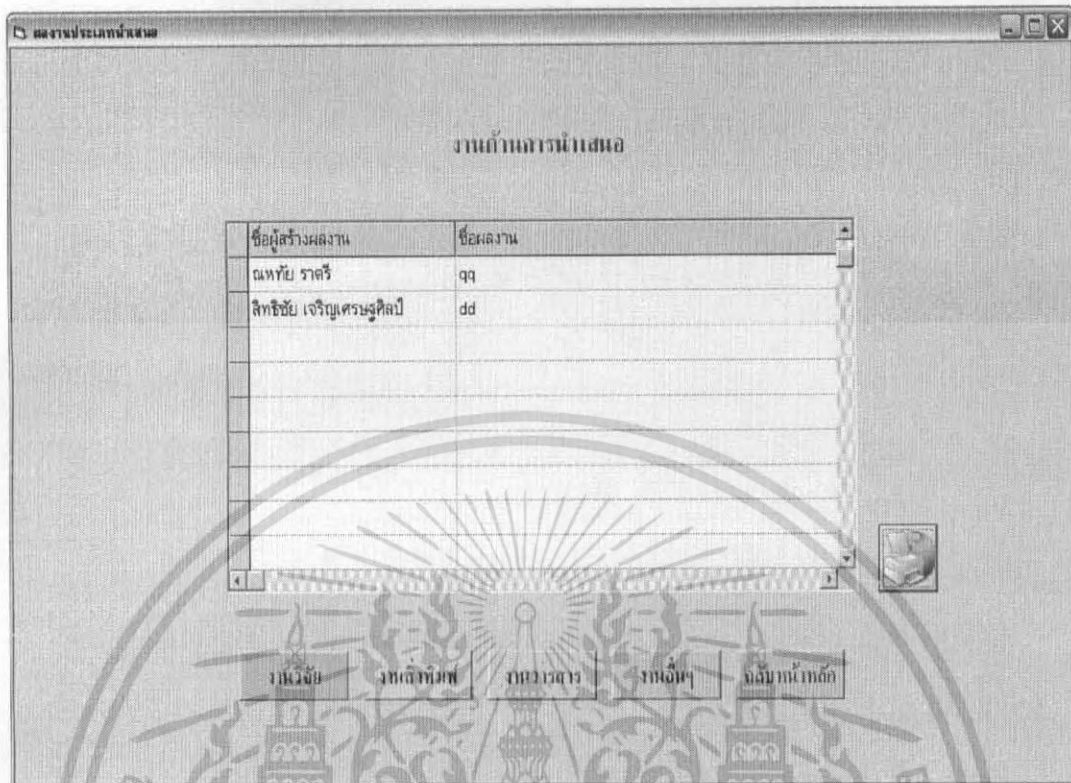 ผลงานประเภทนำเสนอ
งานด้านการนำเสนอ
ชื่อผู้สร้างผลงาน ชื่อผลงาน
ณหทัย ราตรี qq
สิทธิชัย เจริญเศรษฐศิลป์ dd
งานวิจัย งานสิ่งพิมพ์ งานวารสาร งานอื่นๆ กลับหน้าหลัก